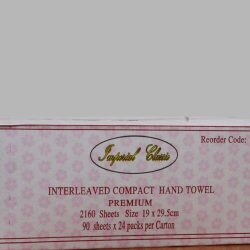 Imperial Classic
Reorder Code:
INTERLEAVED COMPACT HAND TOWEL
PREMIUM
2160 Sheets Size 19 x 29.5cm
90 sheets x 24 packs per Carton